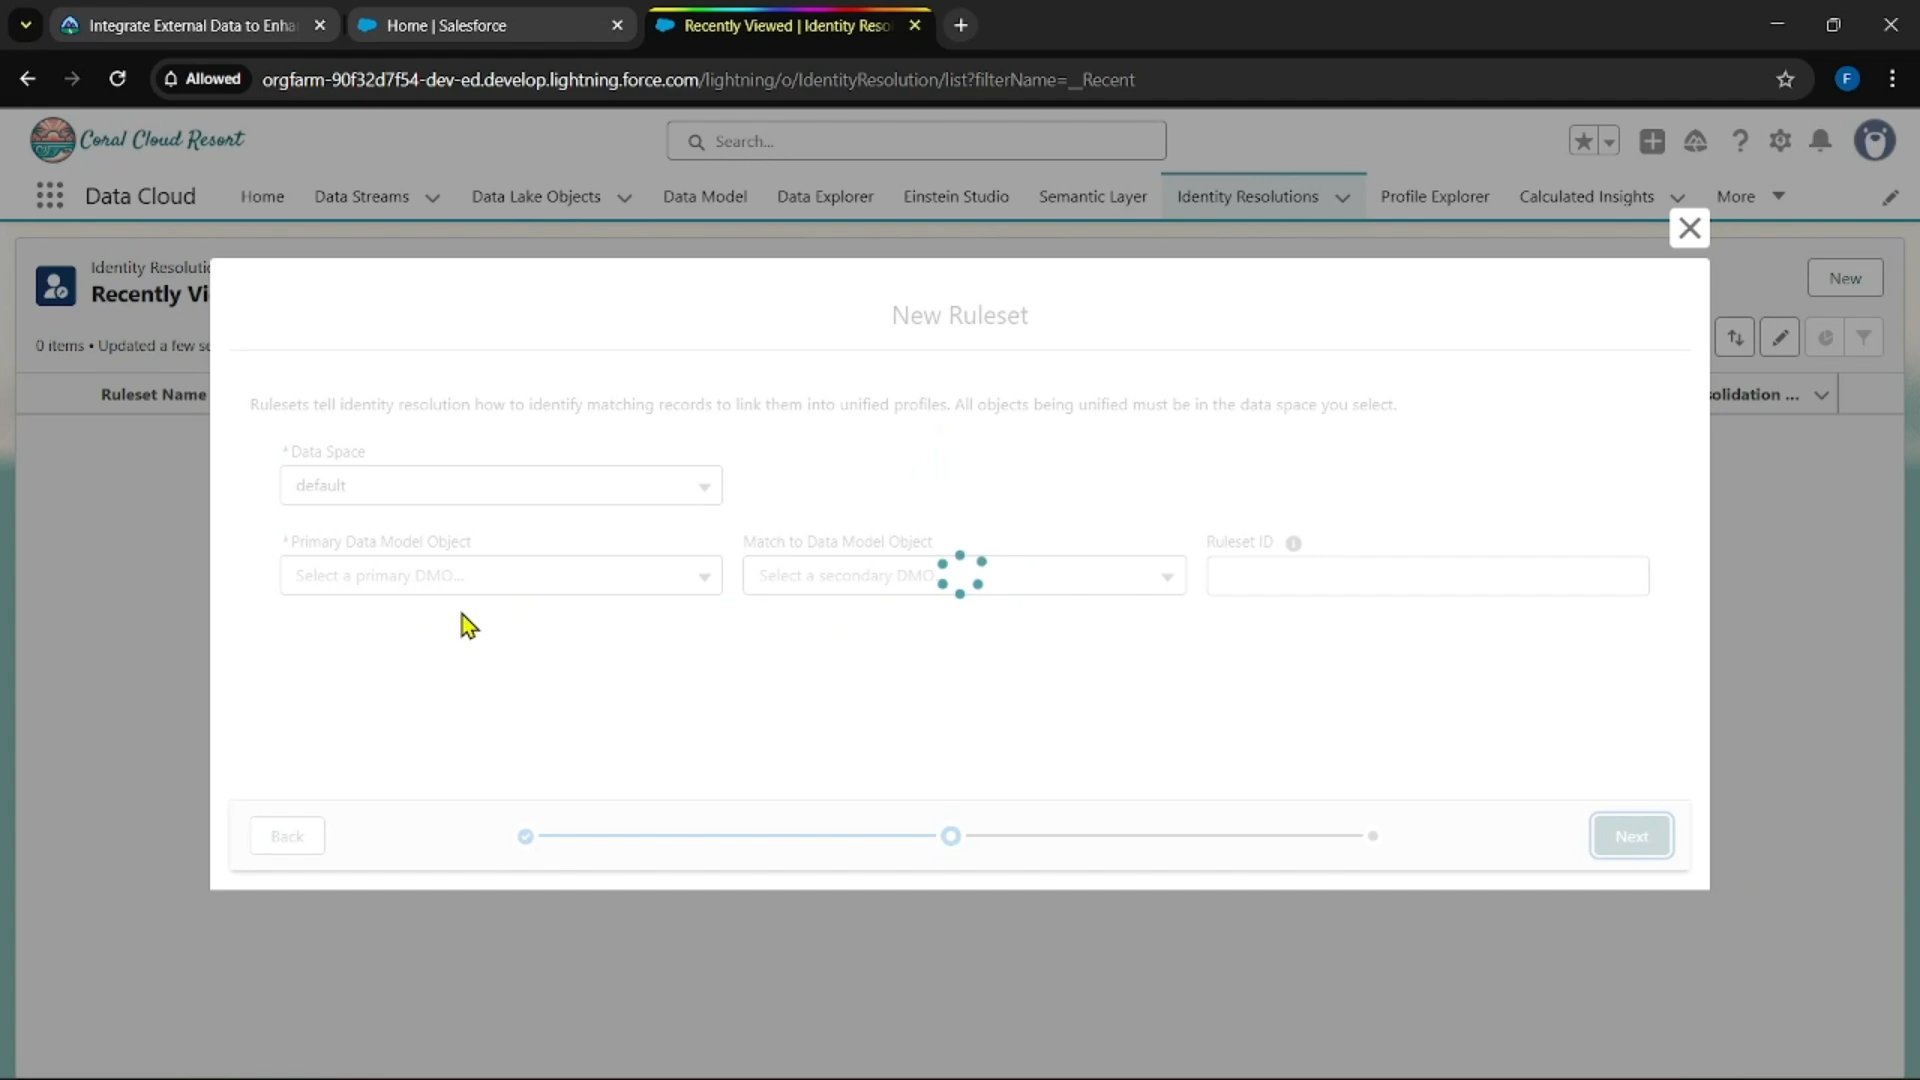 Integrate External Data to Enha
Home | Salesforce
Recently Viewed | Identity Reso
Allowed
orgfarm-90f32d7f54-dev-ed.develop.lightning.force.com/lightning/o/IdentityResolution/list?filterName=__Recent
F
Coral Cloud Resort
Search...
Data Cloud
Home
Data Streams
Data Lake Objects
Data Model
Data Explorer
Einstein Studio
Semantic Layer
Identity Resolutions
Profile Explorer
Calculated Insights
More
Identity Resolutio
Recently Vi
New
0 items • Updated a few se
Ruleset Name
solidation ...
New Ruleset
Rulesets tell identity resolution how to identify matching records to link them into unified profiles. All objects being unified must be in the data space you select.
* Data Space
default
* Primary Data Model Object
Match to Data Model Object
Ruleset ID
Select a primary DMO...
Select a secondary DMO
Back
Next